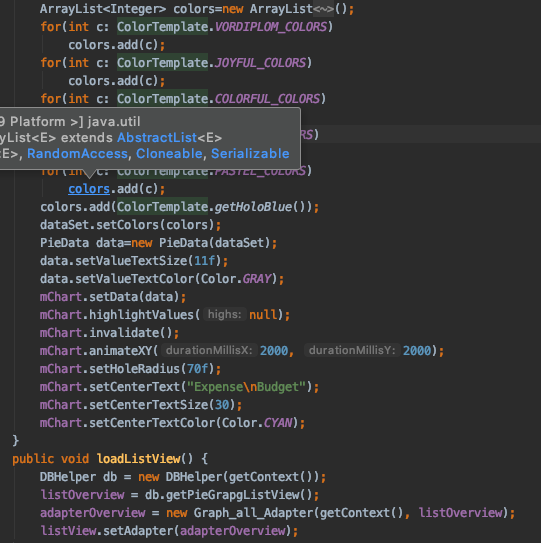 ArrayList<Integer> colors=new ArrayList<~>();
for(int c: ColorTemplate.VORDIPLOM_COLORS)
colors.add(c);
for(int c: ColorTemplate.JOYFUL_COLORS)
colors.add(c);
for(int c: ColorTemplate.COLORFUL_COLORS)
9 Platform >] java.util
yList<E> extends AbstractList<E>
RS)
E>, RandomAccess, Cloneable, Serializable
for(int c: ColorTemplate.PASTEL_COLORS)
colors.add(c);
colors.add(ColorTemplate.getHoloBlue());
dataSet.setColors(colors);
PieData data=new PieData(dataSet);
data.setValueTextSize(11f);
data.setValueTextColor(Color.GRAY);
mChart.setData(data);
mChart.highlightValues( highs: null);
mChart.invalidate();
mChart.animateXY( durationMillisX: 2000, durationMillisY: 2000);
mChart.setHoleRadius(70f);
mChart.setCenterText("Expense\nBudget");
mChart.setCenterTextSize(30);
mChart.setCenterTextColor(Color.CYAN);
}
public void loadListView() {
DBHelper db = new DBHelper(getContext());
listOverview = db.getPieGrapgListView();
adapterOverview = new Graph_all_Adapter(getContext(), listOverview);
listView.setAdapter(adapterOverview);